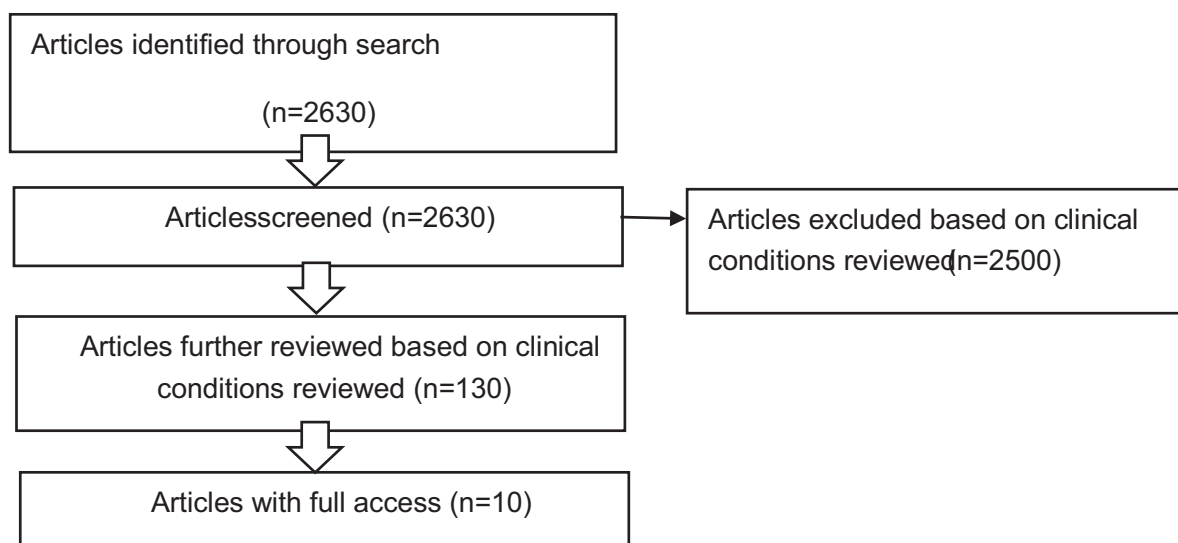 Articles identified through search
(n=2630)
Articlesscreened (n=2630)
Articles excluded based on clinical
conditions reviewed(n=2500)
Articles further reviewed based on clinical
conditions reviewed (n=130)
Articles with full access (n=10)